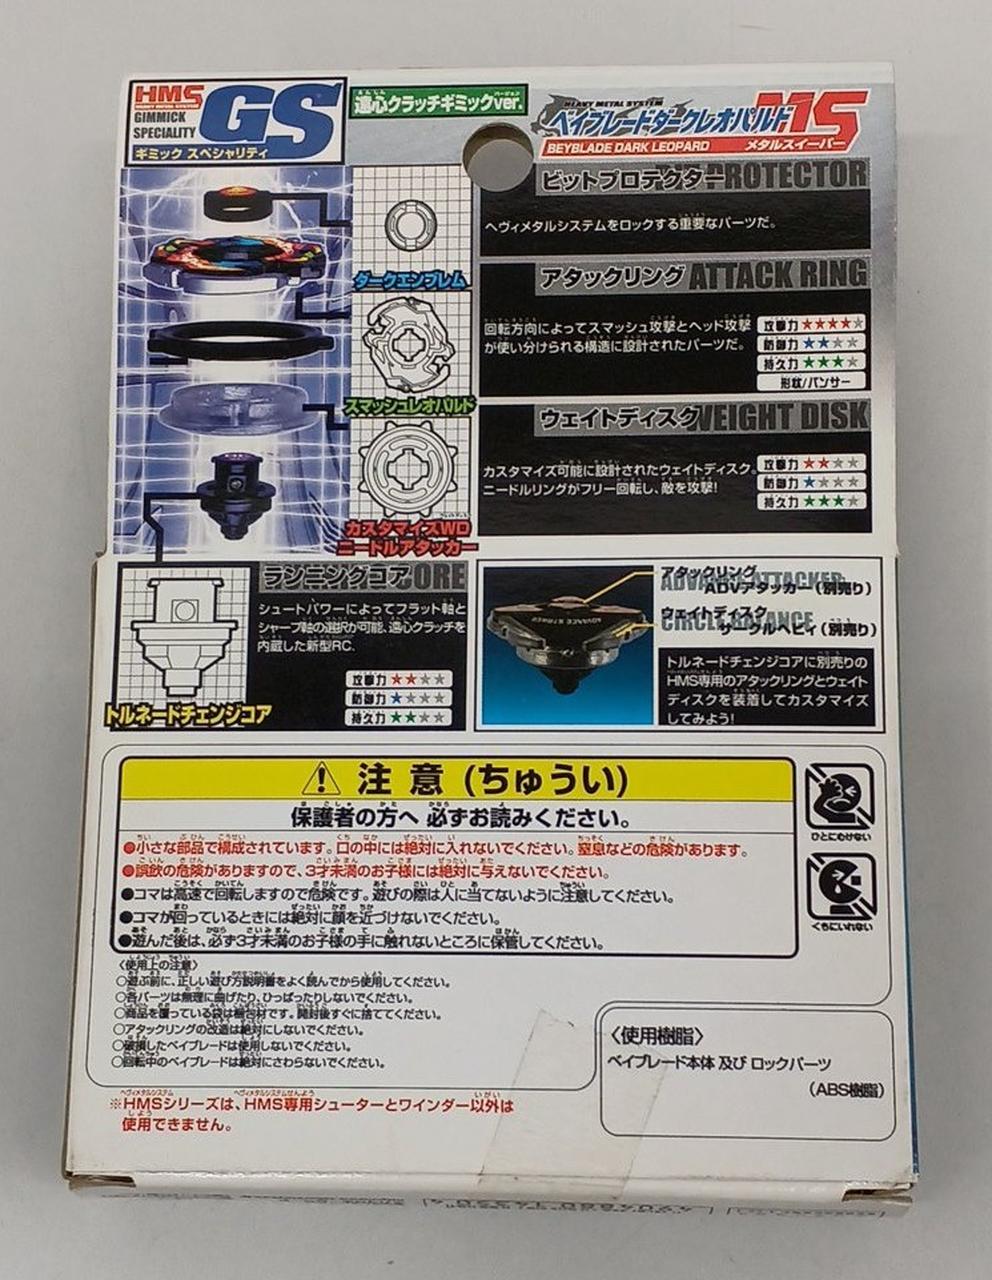 HMS
HEAVY METAL SYSTEM
GIMMICK
SPECIALITY
GS
ギミック スペシャリティ
遠心クラッチギミックver.
HEAVY METAL SYSTEM
ベイブレードダークレオパルド MS
BEYBLADE DARK LEOPARD
メタルスイーパー
ビットプロテクター PROTECTOR
ヘヴィメタルシステムをロックする重要なパーツだ。
ダークエンブレム
アタックリング ATTACK RING
回転方向によってスマッシュ攻撃とヘッド攻撃
が使い分けられる構造に設計されたパーツだ。
攻撃力 ★★★★★
防御力 ★★★★
持久力 ★★★★
形状/パンサー
スマッシュレオパルド
ウェイトディスク WEIGHT DISK
カスタマイズ可能に設計されたウェイトディスク。
ニードルリングがフリー回転し、敵を攻撃!
攻撃力 ★★★★
防御力 ★★★★
持久力 ★★★★
カスタマイズWD
ニードルアタッカー
ランニングコア CORE
シュートパワーによってフラット軸と
シャープ軸の選択が可能、遠心クラッチを
内蔵した新型RC.
攻撃力 ★★★★
防御力 ★★★★
持久力 ★★★★
トルネードチェンジコア
アタックリング
ADVANCE ATTACKER
ADVアタッカー(別売り)
ウェイトディスク
CIRCLE BALANCE
サークルヘビィ(別売り)
トルネードチェンジコアに別売りの
HMS専用のアタックリングとウェイト
ディスクを装着してカスタマイズ
してみよう!
注意(ちゅうい)
保護者の方へ 必ずお読みください。
●小さな部品で構成されています。口の中には絶対に入れないでください。窒息などの危険があります。
●誤飲の危険がありますので、3才未満のお子様には絶対に与えないでください。
●コマは高速で回転しますので危険です。遊びの際は人に当てないように注意してください。
●コマが回っているときには絶対に顔を近づけないでください。
●遊んだ後は、必ず3才未満のお子様の手に触れないところに保管してください。
ひとにむけない
くちにいれない
〈使用上の注意〉
○遊ぶ前に、正しい遊び方説明書をよく読んでから使用してください。
○各パーツは無理に曲げたり、ひっぱったりしないでください。
○商品を覆っている袋は梱包材です。開封後すぐに捨ててください。
○アタックリングの改造は絶対にしないでください。
○破損したベイブレードは使用しないでください。
○回転中のベイブレードは絶対にさわらないでください。
※HMSシリーズは、HMS専用シューターとワインダー以外は
使用できません。
〈使用樹脂〉
ベイブレード本体 及び ロックパーツ
(ABS樹脂)